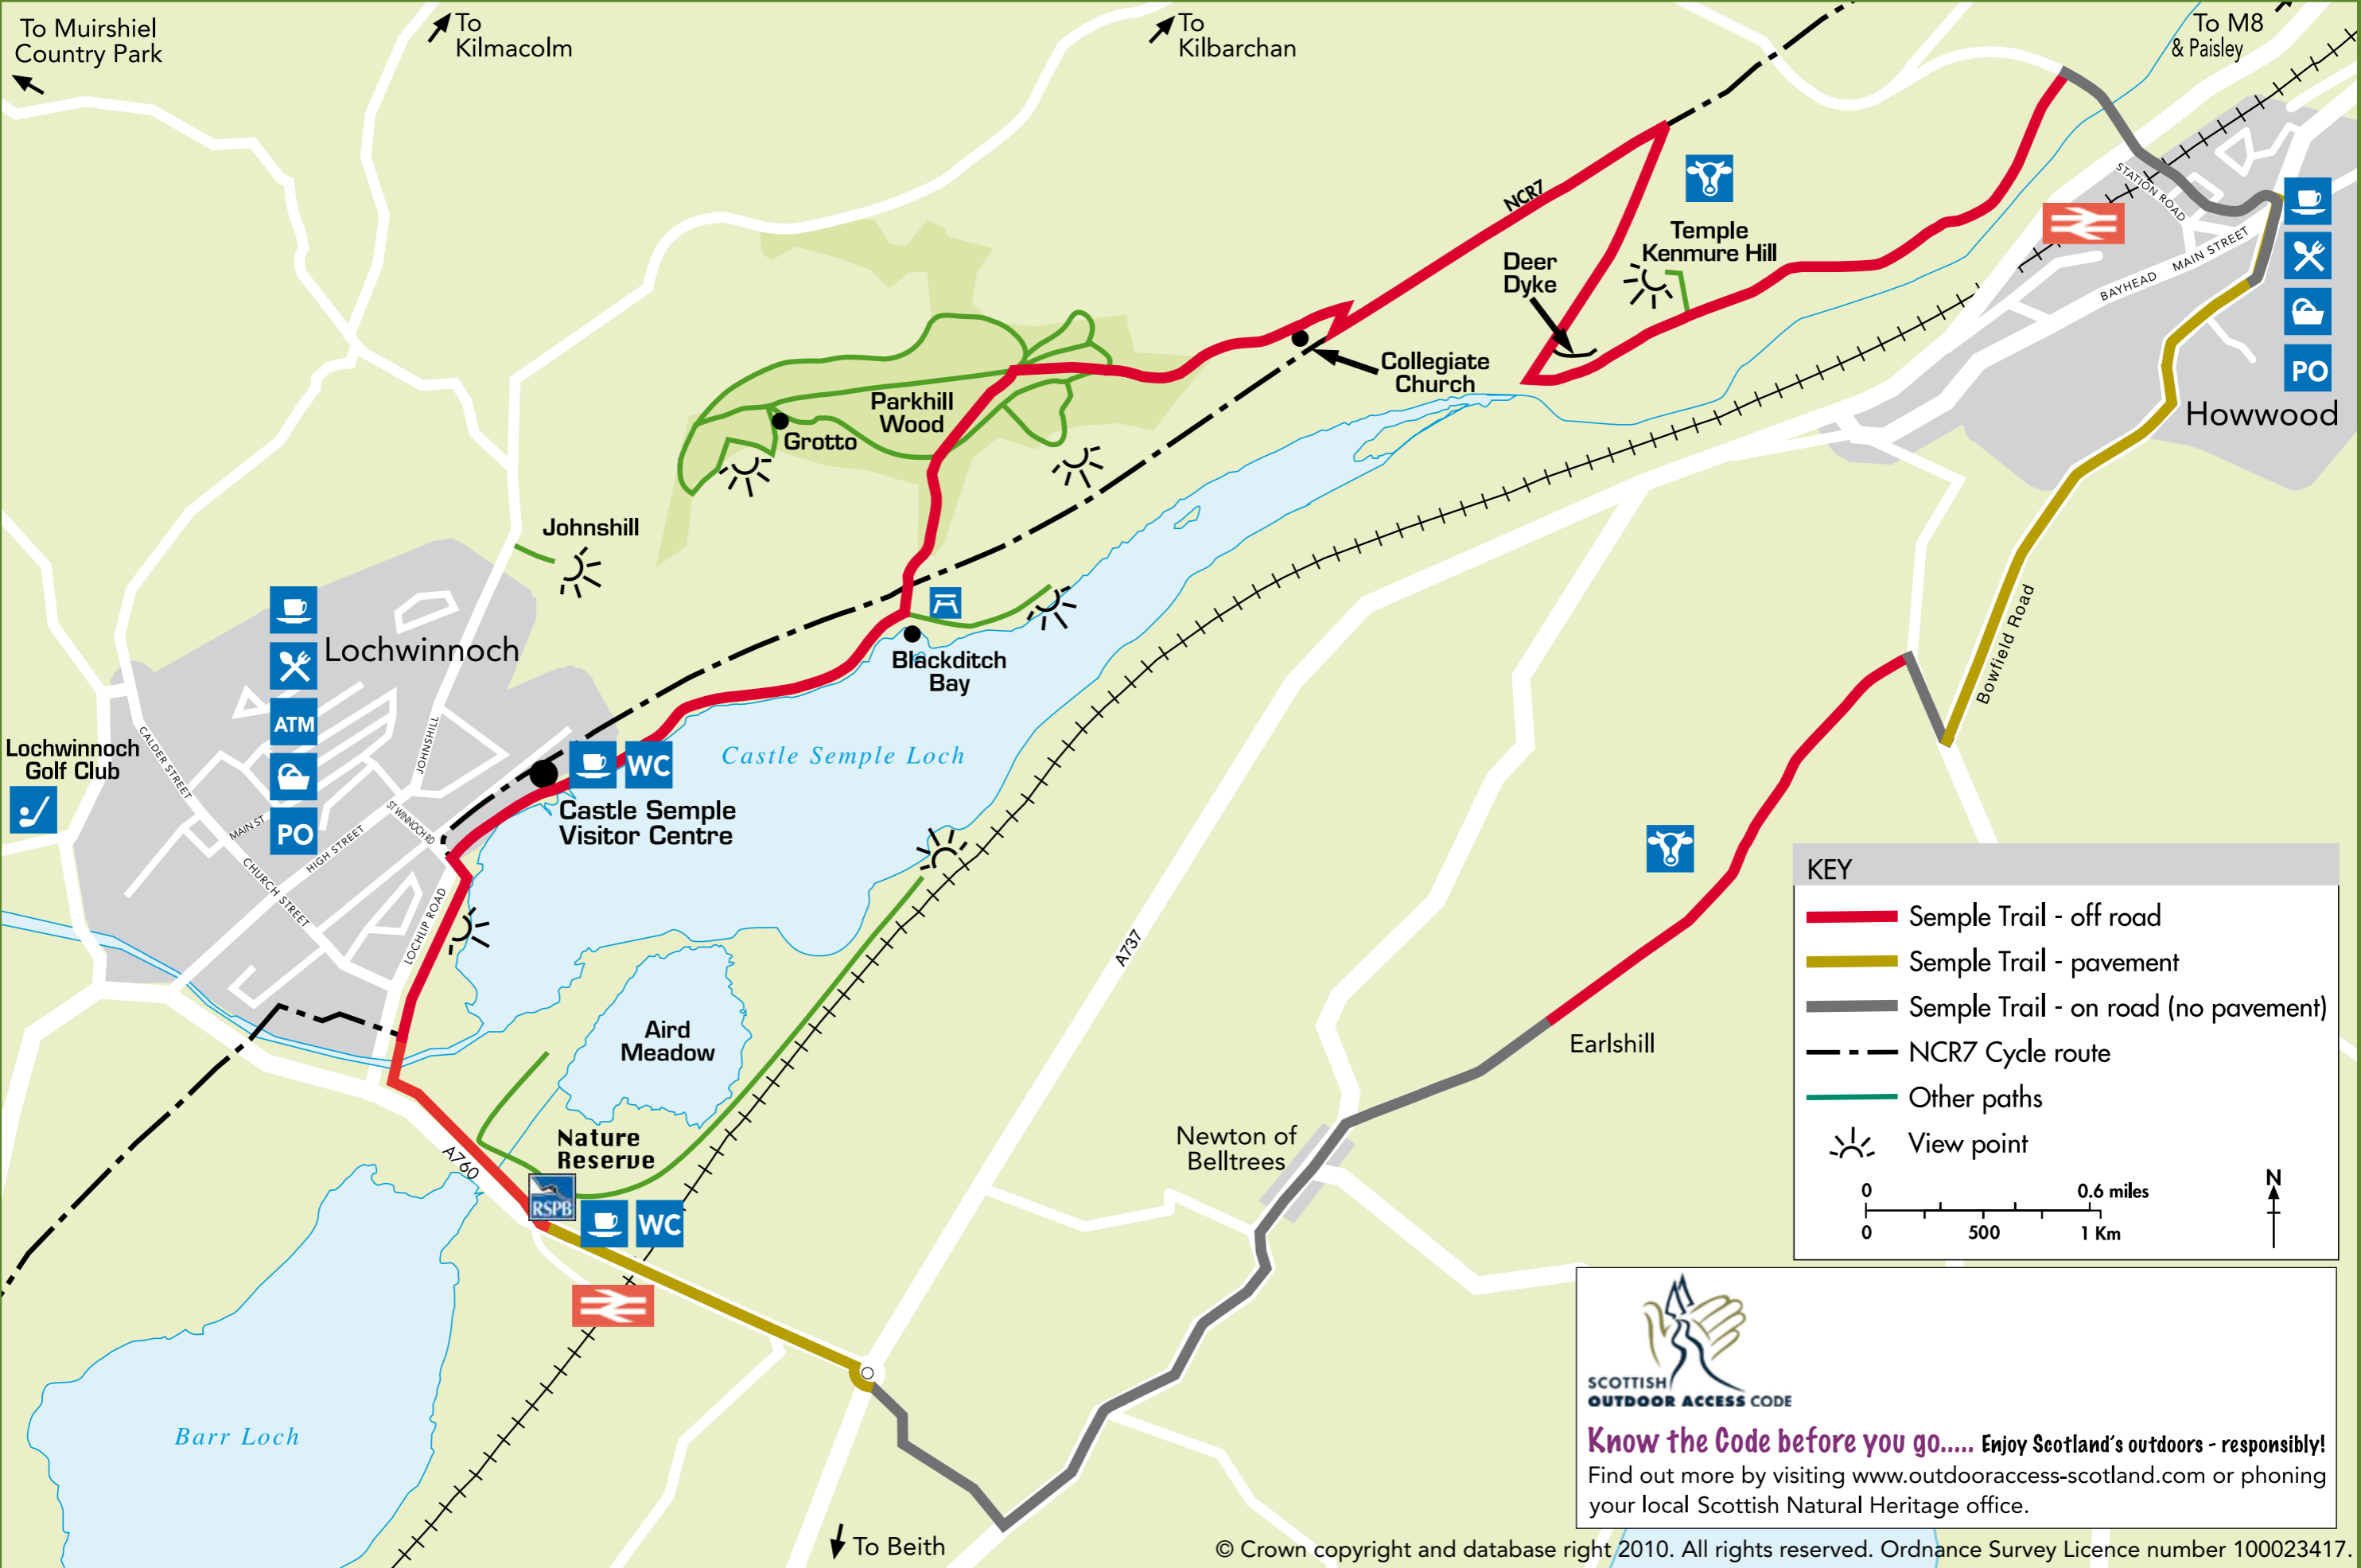 To Muirshiel
Country Park
To
Kilmacolm
To
Kilbarchan
To M8
& Paisley
NCR7
Temple
Kenmure Hill
Deer
Dyke
STATION ROAD
BAYHEAD
MAIN STREET
PO
Howwood
Collegiate
Church
Parkhill
Wood
Grotto
Johnshill
Lochwinnoch
ATM
PO
Lochwinnoch
Golf Club
CALDER STREET
JOHNSHILL
MAIN ST
HIGH STREET
ST WINNOCH RD
CHURCH STREET
LOCHLIP ROAD
WC
Castle Semple
Visitor Centre
Blackditch
Bay
Castle Semple Loch
Bowfield Road
A737
Aird
Meadow
Nature
Reserve
RSPB
WC
A760
Barr Loch
Earlshill
Newton of
Belltrees
To Beith
KEY
Semple Trail - off road
Semple Trail - pavement
Semple Trail - on road (no pavement)
NCR7 Cycle route
Other paths
View point
0 0.6 miles
0 500 1 Km
N
SCOTTISH
OUTDOOR ACCESS CODE
Know the Code before you go..... Enjoy Scotland's outdoors - responsibly!
Find out more by visiting www.outdooraccess-scotland.com or phoning
your local Scottish Natural Heritage office.
© Crown copyright and database right 2010. All rights reserved. Ordnance Survey Licence number 100023417.